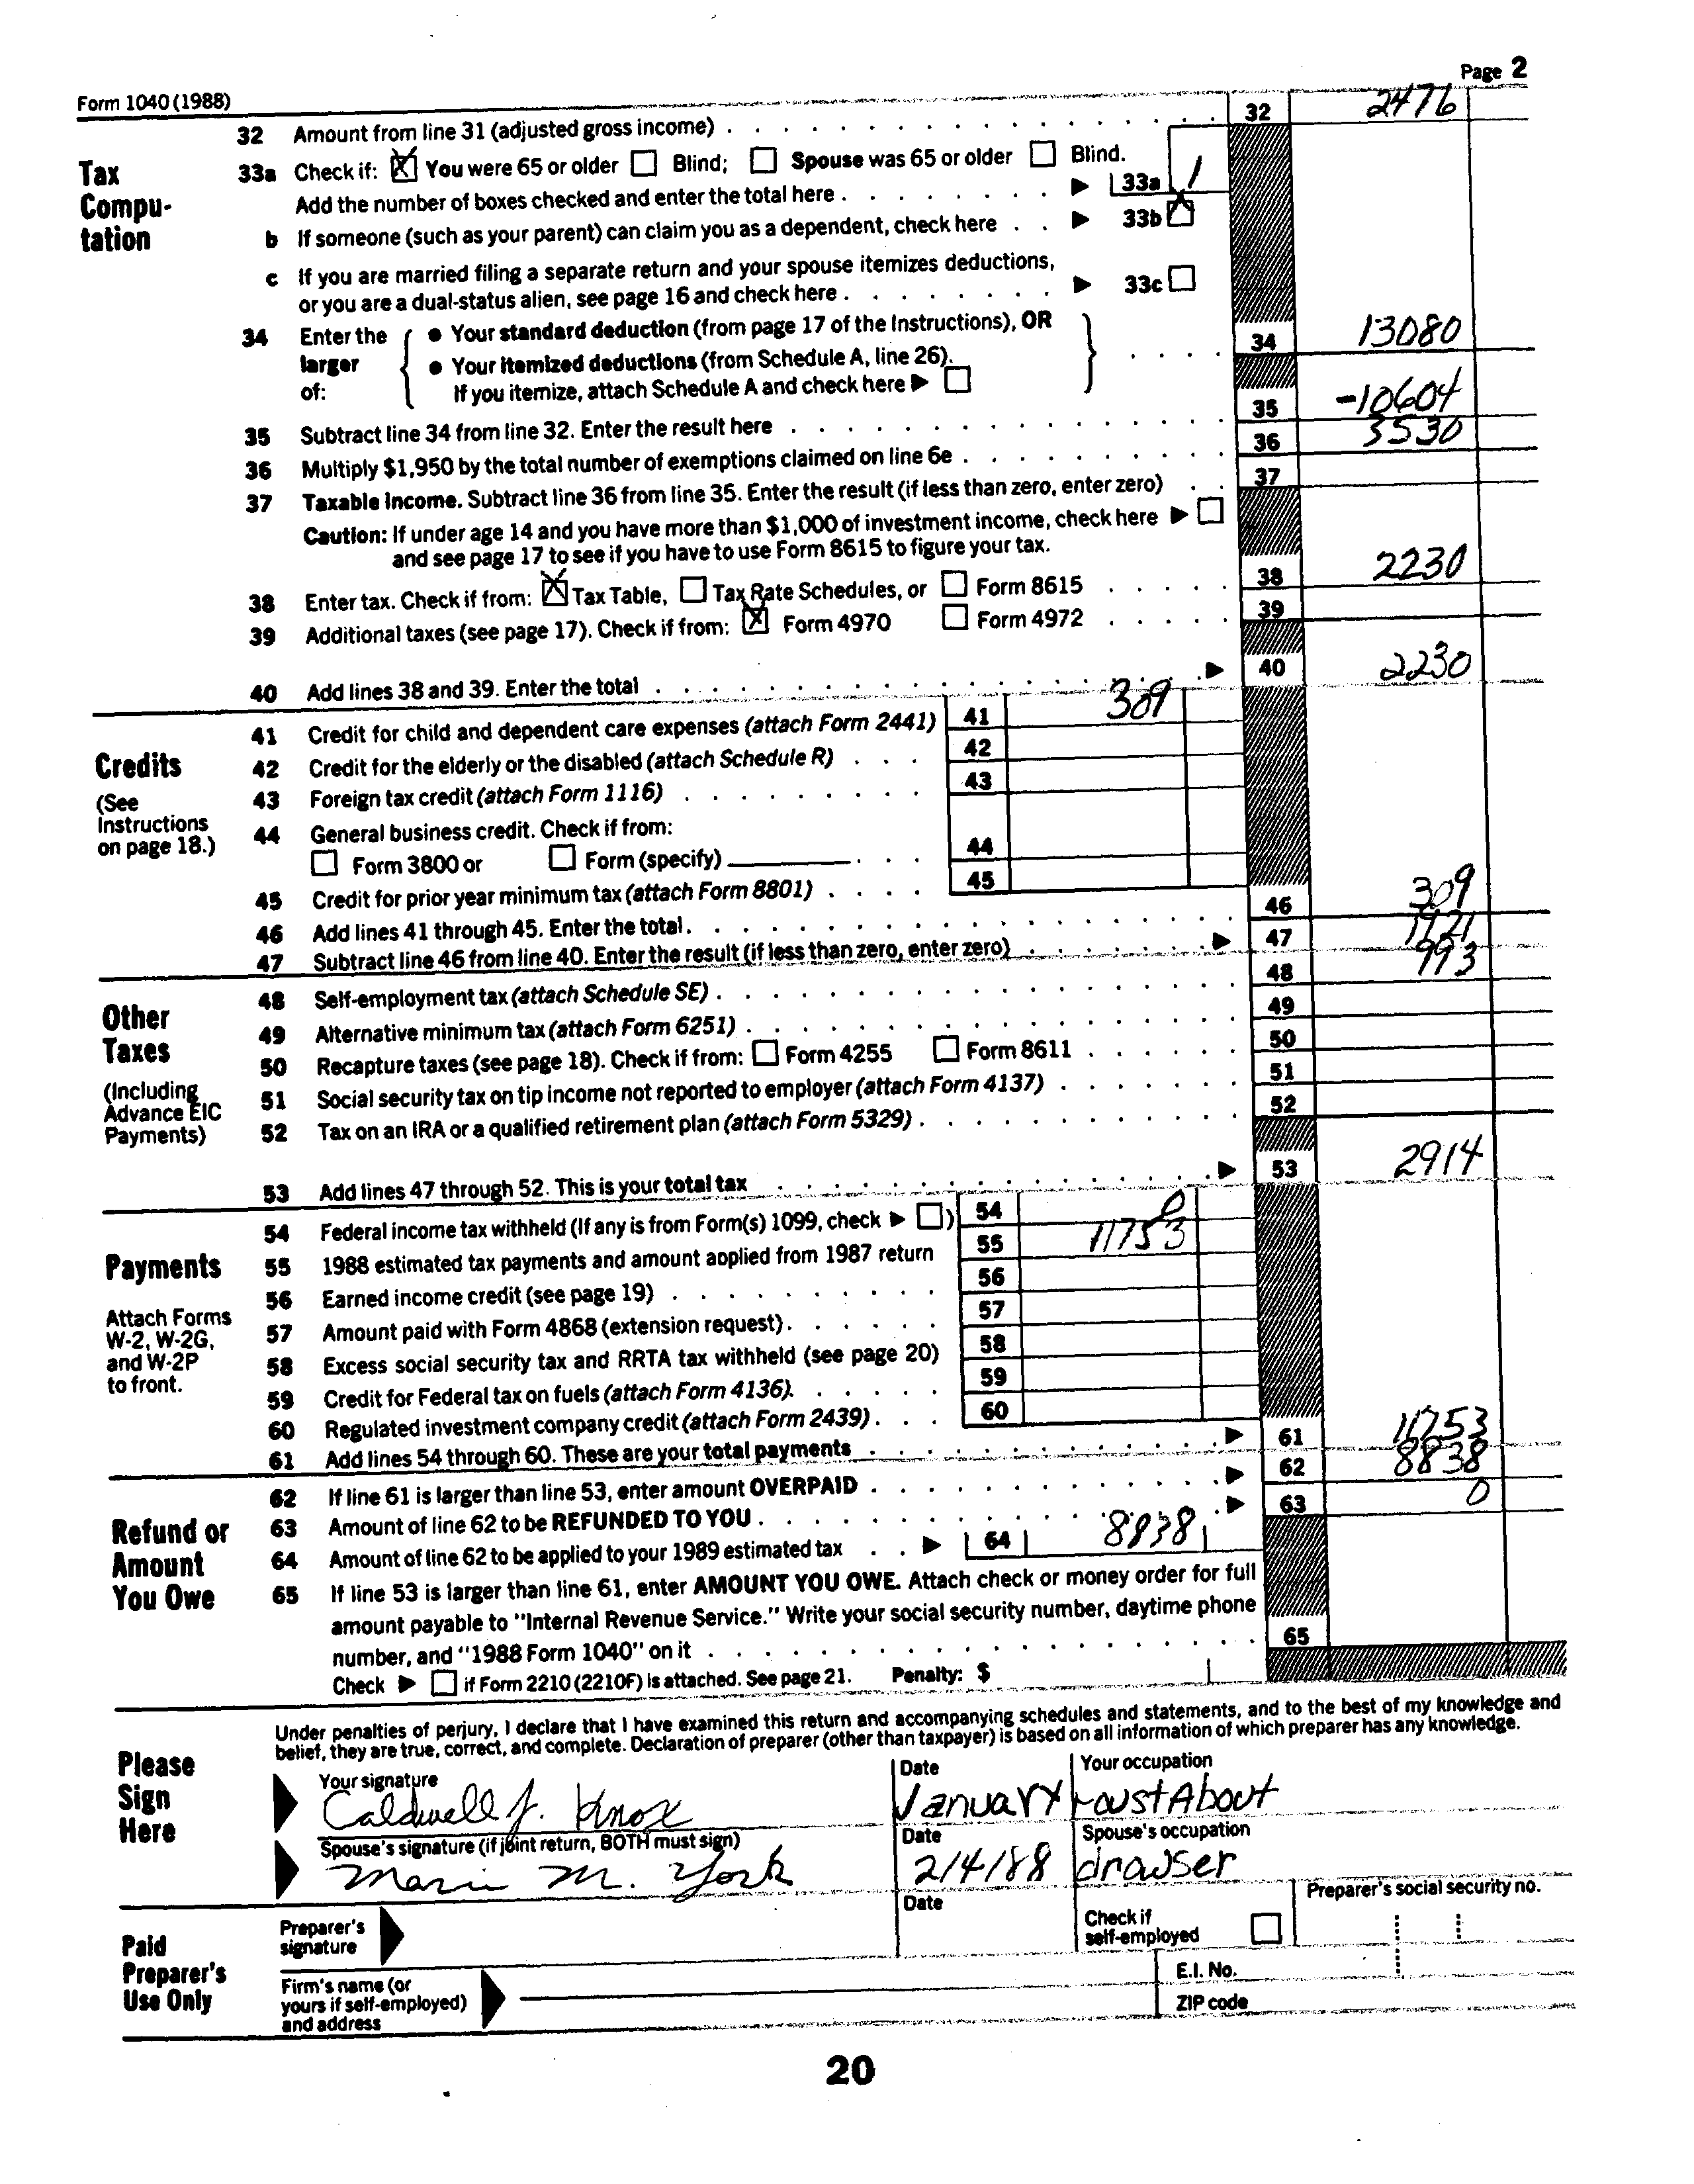 Form 1040 (1988) Page 2
32 Amount from line 31 (adjusted gross income) 32 2476
Tax Computation
33a Check if: [X] You were 65 or older ☐ Blind; ☐ Spouse was 65 or older ☐ Blind.
Add the number of boxes checked and enter the total here ▶ 33a 1
b If someone (such as your parent) can claim you as a dependent, check here ▶ 33b [X]
c If you are married filing a separate return and your spouse itemizes deductions,
or you are a dual-status alien, see page 16 and check here ▶ 33c ☐
34 Enter the larger of: { ● Your standard deduction (from page 17 of the Instructions), OR
● Your itemized deductions (from Schedule A, line 26).
If you itemize, attach Schedule A and check here ▶ ☐ } 34 13080
35 Subtract line 34 from line 32. Enter the result here 35 -10604
36 Multiply $1,950 by the total number of exemptions claimed on line 6e 36 3530
37 Taxable income. Subtract line 36 from line 35. Enter the result (if less than zero, enter zero) 37
Caution: If under age 14 and you have more than $1,000 of investment income, check here ▶ ☐
and see page 17 to see if you have to use Form 8615 to figure your tax.
38 Enter tax. Check if from: [X] Tax Table, ☐ Tax Rate Schedules, or ☐ Form 8615 38 2230
39 Additional taxes (see page 17). Check if from: [X] Form 4970 ☐ Form 4972 39
40 Add lines 38 and 39. Enter the total ▶ 40 2230
Credits
(See Instructions on page 18.)
41 Credit for child and dependent care expenses (attach Form 2441) 41 309
42 Credit for the elderly or the disabled (attach Schedule R) 42
43 Foreign tax credit (attach Form 1116) 43
44 General business credit. Check if from:
☐ Form 3800 or ☐ Form (specify) 44
45 Credit for prior year minimum tax (attach Form 8801) 45
46 Add lines 41 through 45. Enter the total 46 309
47 Subtract line 46 from line 40. Enter the result (if less than zero, enter zero) ▶ 47
Other Taxes
(Including Advance EIC Payments)
48 Self-employment tax (attach Schedule SE) 48 993
49 Alternative minimum tax (attach Form 6251) 49
50 Recapture taxes (see page 18). Check if from: ☐ Form 4255 ☐ Form 8611 50
51 Social security tax on tip income not reported to employer (attach Form 4137) 51
52 Tax on an IRA or a qualified retirement plan (attach Form 5329) 52
53 Add lines 47 through 52. This is your total tax ▶ 53 2914
Payments
Attach Forms W-2, W-2G, and W-2P to front.
54 Federal income tax withheld (If any is from Form(s) 1099, check ▶ ☐) 54 0
55 1988 estimated tax payments and amount applied from 1987 return 55 11753
56 Earned income credit (see page 19) 56
57 Amount paid with Form 4868 (extension request) 57
58 Excess social security tax and RRTA tax withheld (see page 20) 58
59 Credit for Federal tax on fuels (attach Form 4136) 59
60 Regulated investment company credit (attach Form 2439) 60
61 Add lines 54 through 60. These are your total payments ▶ 61 11753
Refund or Amount You Owe
62 If line 61 is larger than line 53, enter amount OVERPAID ▶ 62 8838
63 Amount of line 62 to be REFUNDED TO YOU ▶ 63 0
64 Amount of line 62 to be applied to your 1989 estimated tax ▶ 64 8838
65 If line 53 is larger than line 61, enter AMOUNT YOU OWE. Attach check or money order for full
amount payable to "Internal Revenue Service." Write your social security number, daytime phone
number, and "1988 Form 1040" on it 65
Check ▶ ☐ if Form 2210 (2210F) is attached. See page 21. Penalty: $
Please Sign Here
Under penalties of perjury, I declare that I have examined this return and accompanying schedules and statements, and to the best of my knowledge and
belief, they are true, correct, and complete. Declaration of preparer (other than taxpayer) is based on all information of which preparer has any knowledge.
Your signature Date Your occupation
Caldwell J. Knox January roustAbout
Spouse's signature (if joint return, BOTH must sign) Date Spouse's occupation
Marie M. York 2/4/88 drowser
Paid Preparer's Use Only
Preparer's signature Date Check if self-employed ☐ Preparer's social security no.
Firm's name (or yours if self-employed) and address E.I. No.
ZIP code
20